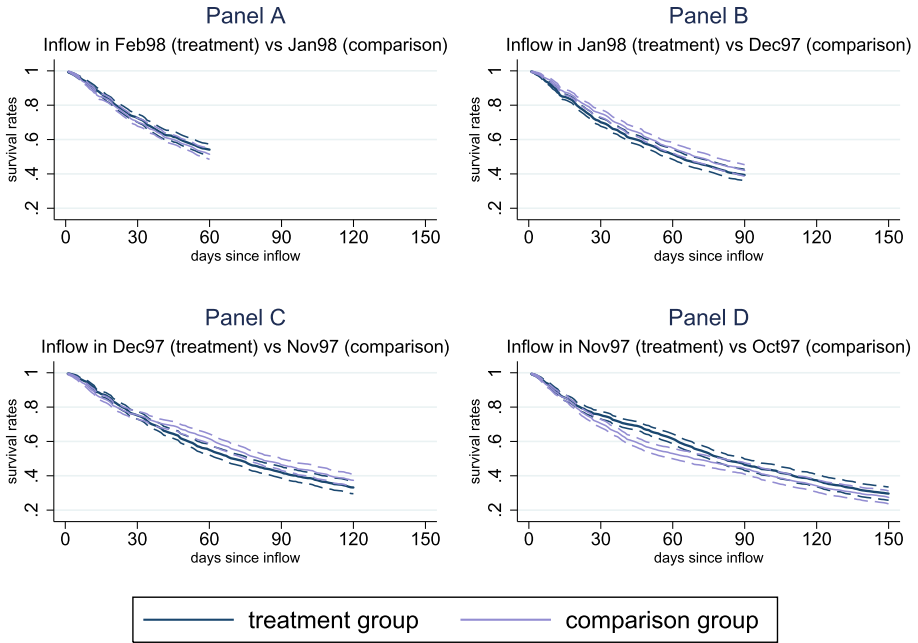 Panel A
Inflow in Feb98 (treatment) vs Jan98 (comparison)
survival rates
1
.8
.6
.4
.2
0 30 60 90 120 150
days since inflow
Panel B
Inflow in Jan98 (treatment) vs Dec97 (comparison)
survival rates
1
.8
.6
.4
.2
0 30 60 90 120 150
days since inflow
Panel C
Inflow in Dec97 (treatment) vs Nov97 (comparison)
survival rates
1
.8
.6
.4
.2
0 30 60 90 120 150
days since inflow
Panel D
Inflow in Nov97 (treatment) vs Oct97 (comparison)
survival rates
1
.8
.6
.4
.2
0 30 60 90 120 150
days since inflow
treatment group comparison group